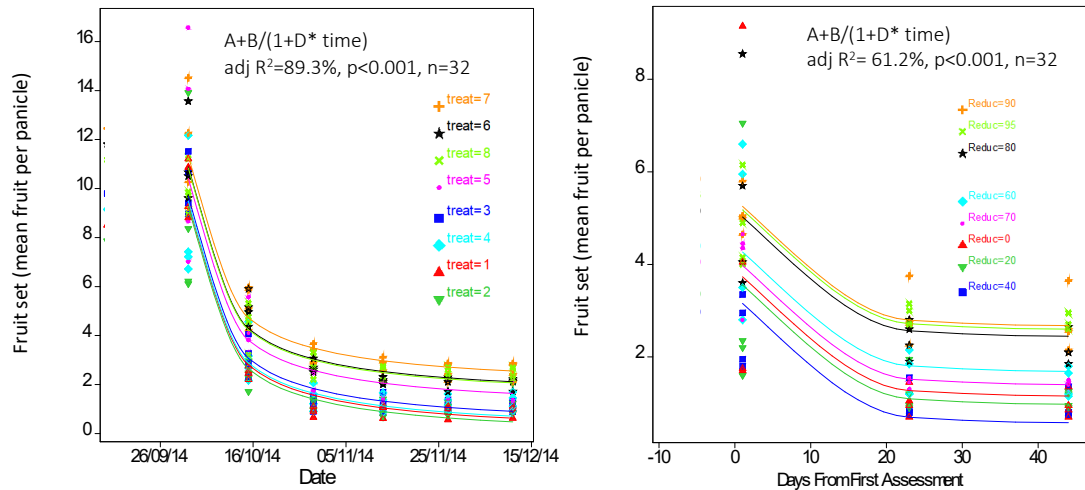 A+B/(1+D* time)
adj R²=89.3%, p<0.001, n=32
Fruit set (mean fruit per panicle)
16
14
12
10
8
6
4
2
0
treat=7
treat=6
treat=8
treat=5
treat=3
treat=4
treat=1
treat=2
26/09/14
16/10/14
05/11/14
25/11/14
15/12/14
Date
A+B/(1+D* time)
adj R²= 61.2%, p<0.001, n=32
Fruit set (mean fruit per panicle)
8
6
4
2
Reduc=90
Reduc=95
Reduc=80
Reduc=60
Reduc=70
Reduc=0
Reduc=20
Reduc=40
-10
0
10
20
30
40
Days From First Assessment